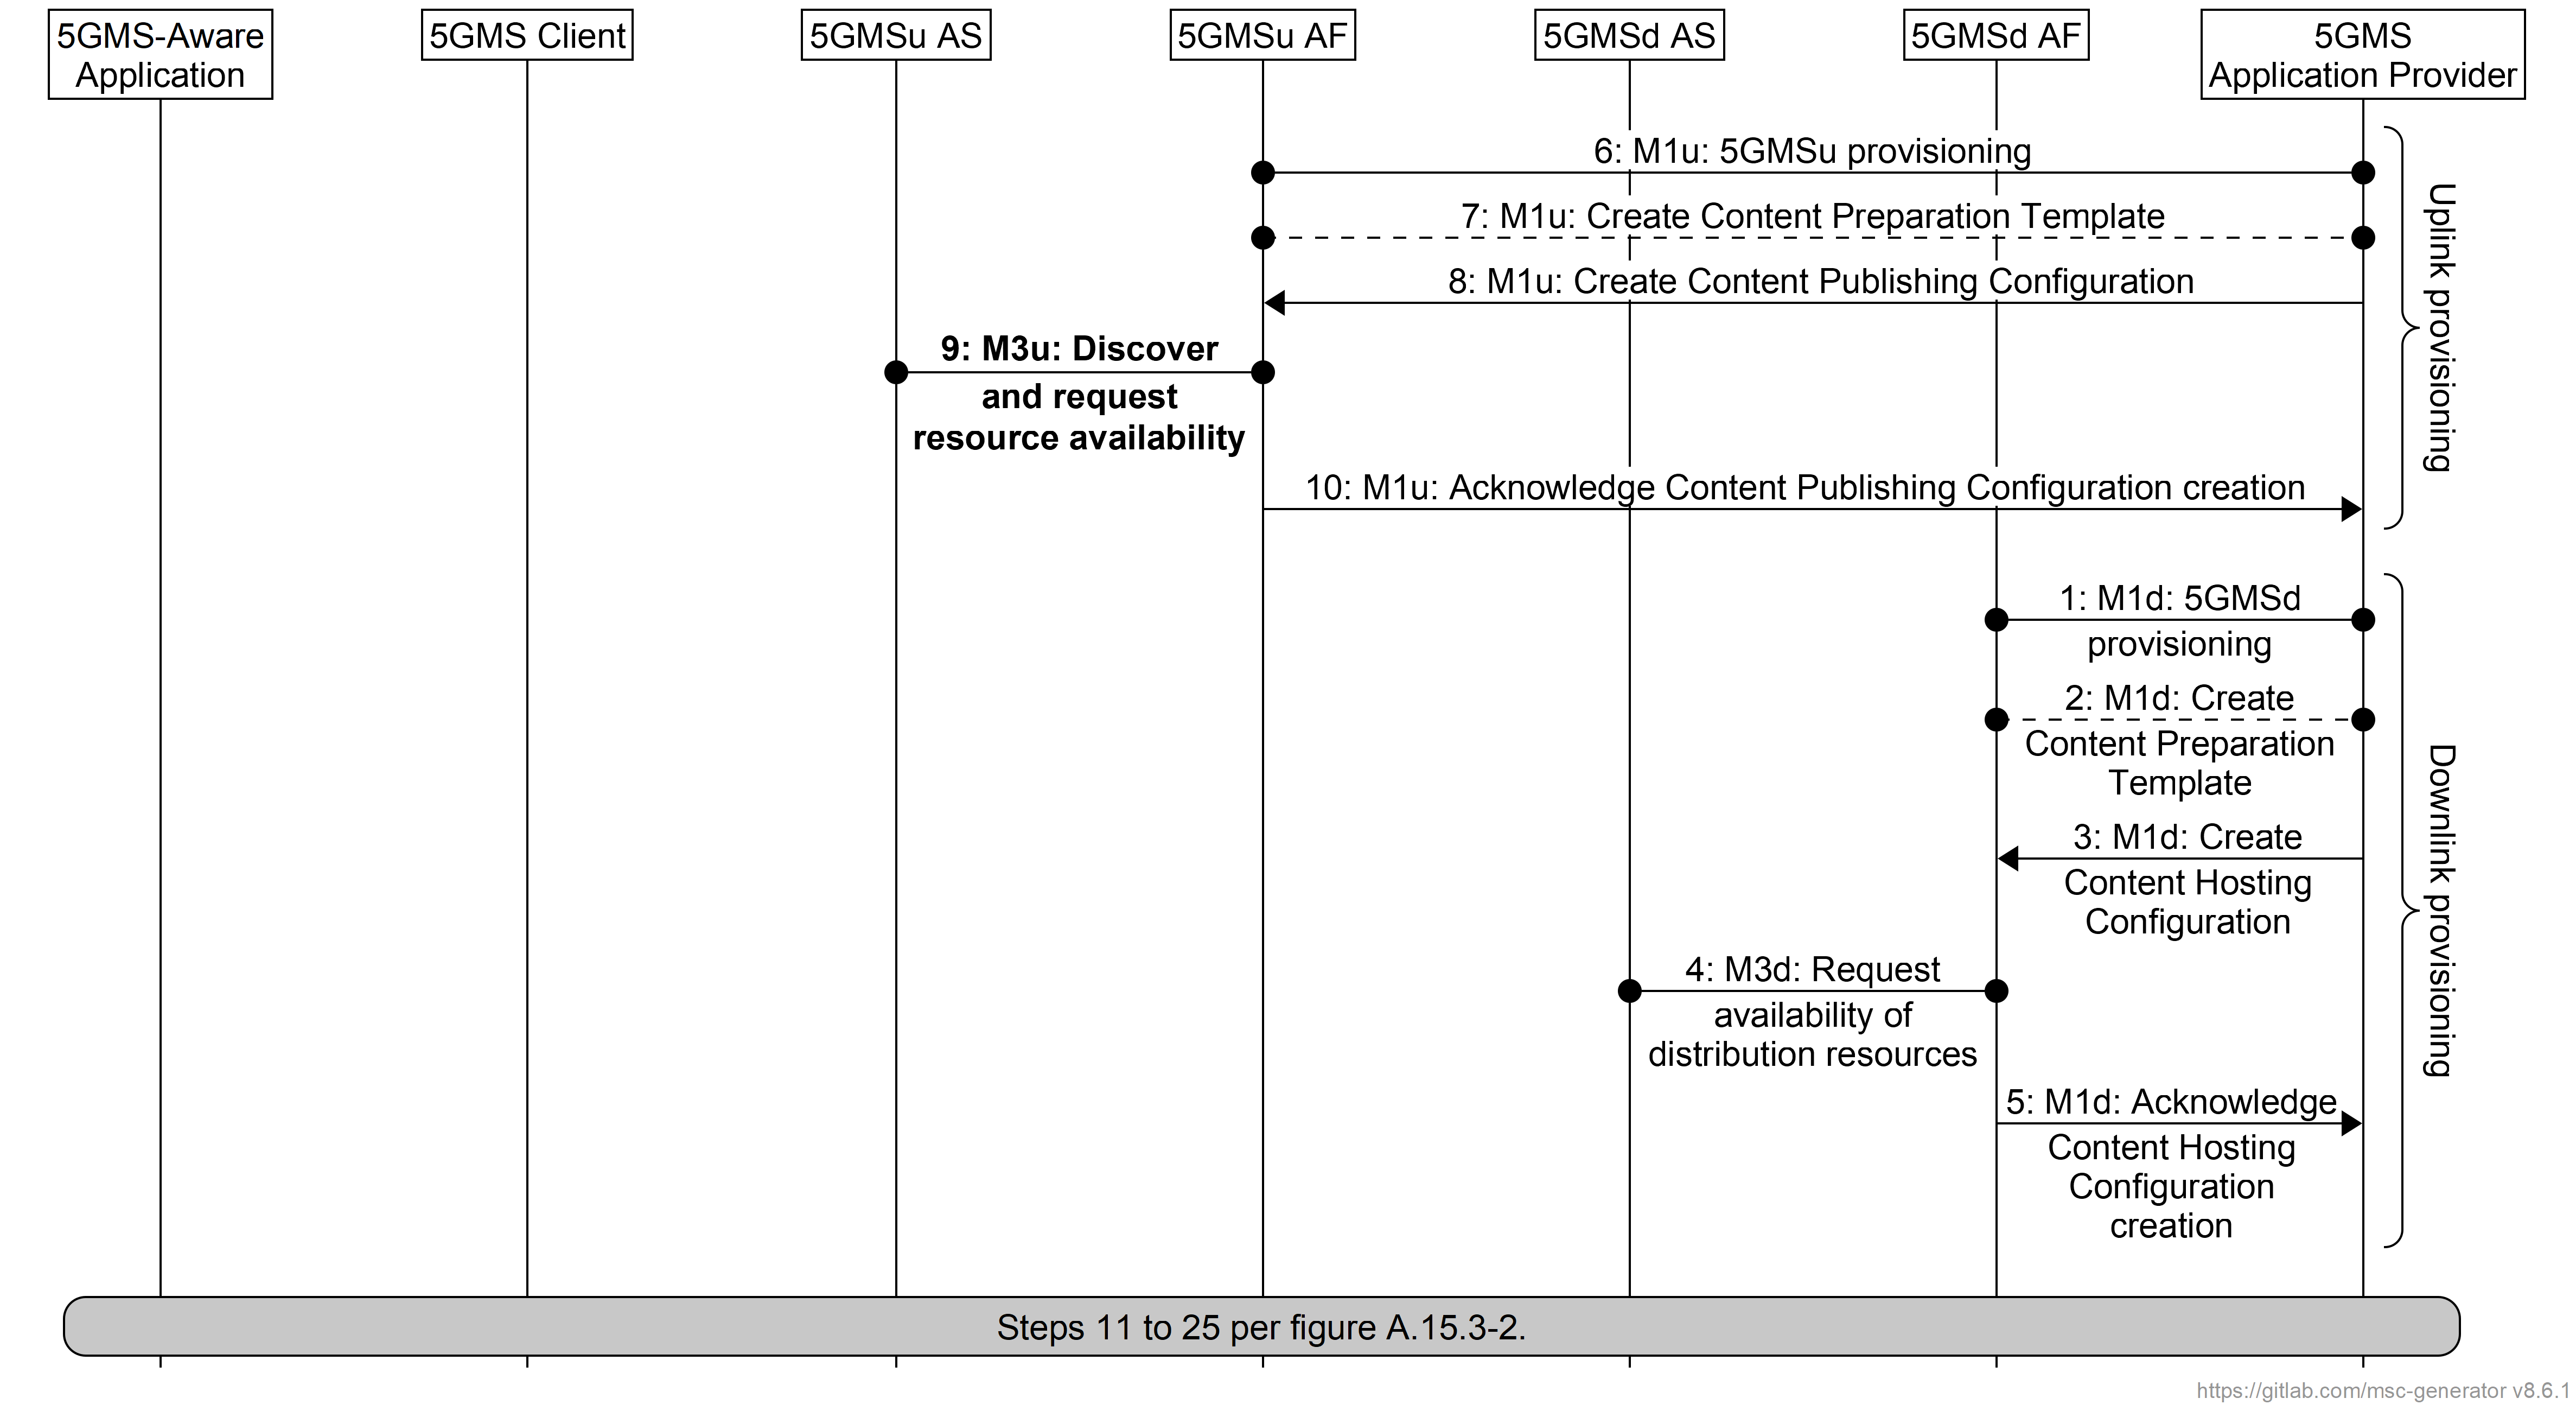 5GMS-Aware
Application
5GMS Client
5GMSu AS
5GMSu AF
5GMSd AS
5GMSd AF
5GMS
Application Provider
6: M1u: 5GMSu provisioning
7: M1u: Create Content Preparation Template
8: M1u: Create Content Publishing Configuration
9: M3u: Discover
and request
resource availability
10: M1u: Acknowledge Content Publishing Configuration creation
Uplink provisioning
1: M1d: 5GMSd
provisioning
2: M1d: Create
Content Preparation
Template
3: M1d: Create
Content Hosting
Configuration
4: M3d: Request
availability of
distribution resources
5: M1d: Acknowledge
Content Hosting
Configuration
creation
Downlink provisioning
Steps 11 to 25 per figure A.15.3-2.
https://gitlab.com/msc-generator v8.6.1